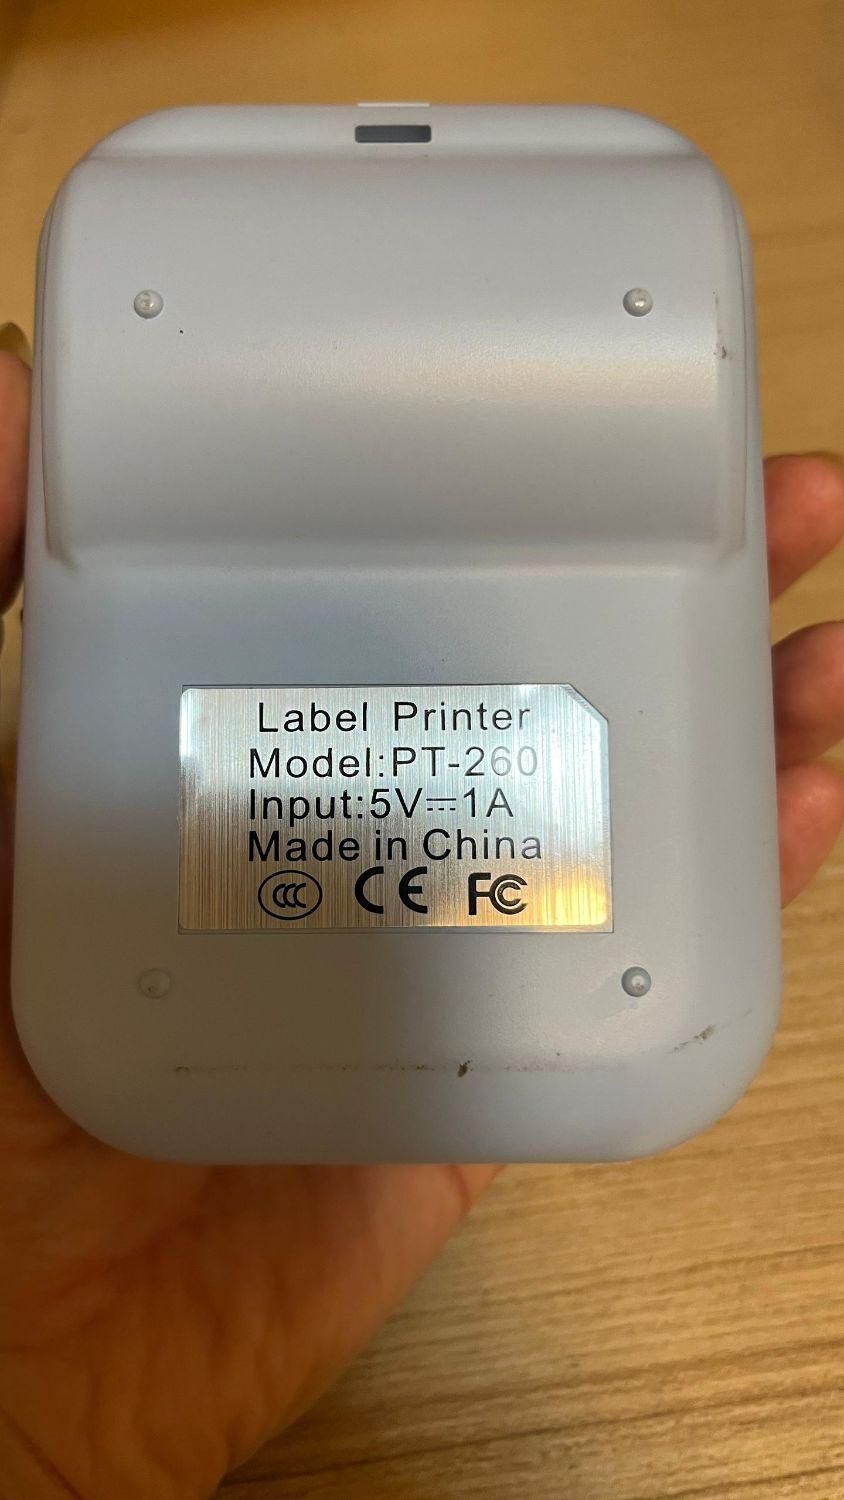 Label Printer
Model:PT-260
Input:5V⎓1A
Made in China
CCC CE FC